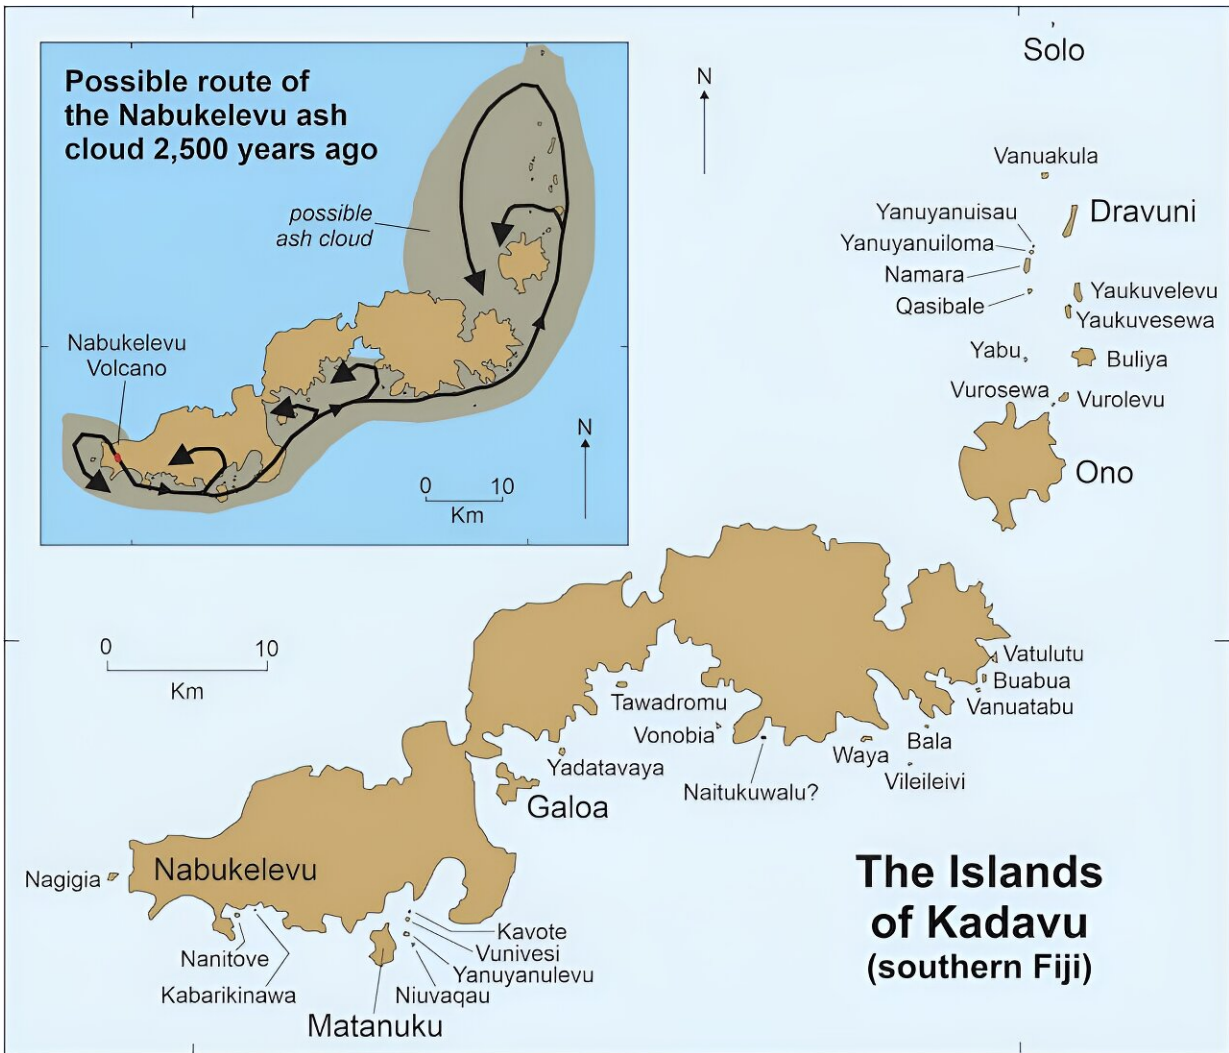 Possible route of
the Nabukelevu ash
cloud 2,500 years ago
possible
ash cloud
Nabukelevu
Volcano
N
0 10
Km
N
Solo
Vanuakula
Dravuni
Yanuyanuisau
Yanuyanuiloma
Namara
Qasibale
Yaukuvelevu
Yaukuvesewa
Yabu
Buliya
Vurosewa
Vurolevu
Ono
0 10
Km
Vatulutu
Buabua
Vanuatabu
Tawadromu
Vonobia
Bala
Waya
Vileileivi
Yadatavaya
Naitukuwalu?
Galoa
Nabukelevu
Nagigia
Kavote
Vunivesi
Yanuyanulevu
Niuvaqau
Nanitove
Kabarikinawa
Matanuku
The Islands
of Kadavu
(southern Fiji)